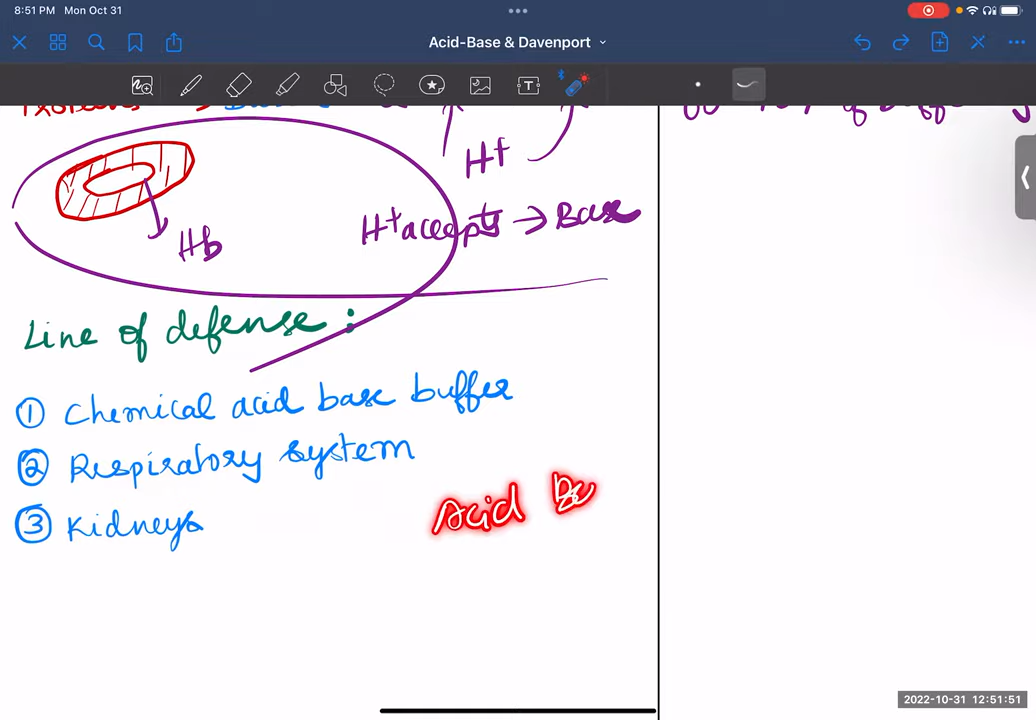 8:51 PM Mon Oct 31
Acid-Base & Davenport
H+
Hb
H+ accepts → Base
Line of defense :
① Chemical acid base buffer
② Respiratory system
③ Kidneys
Acid Be
2022-10-31 12:51:51